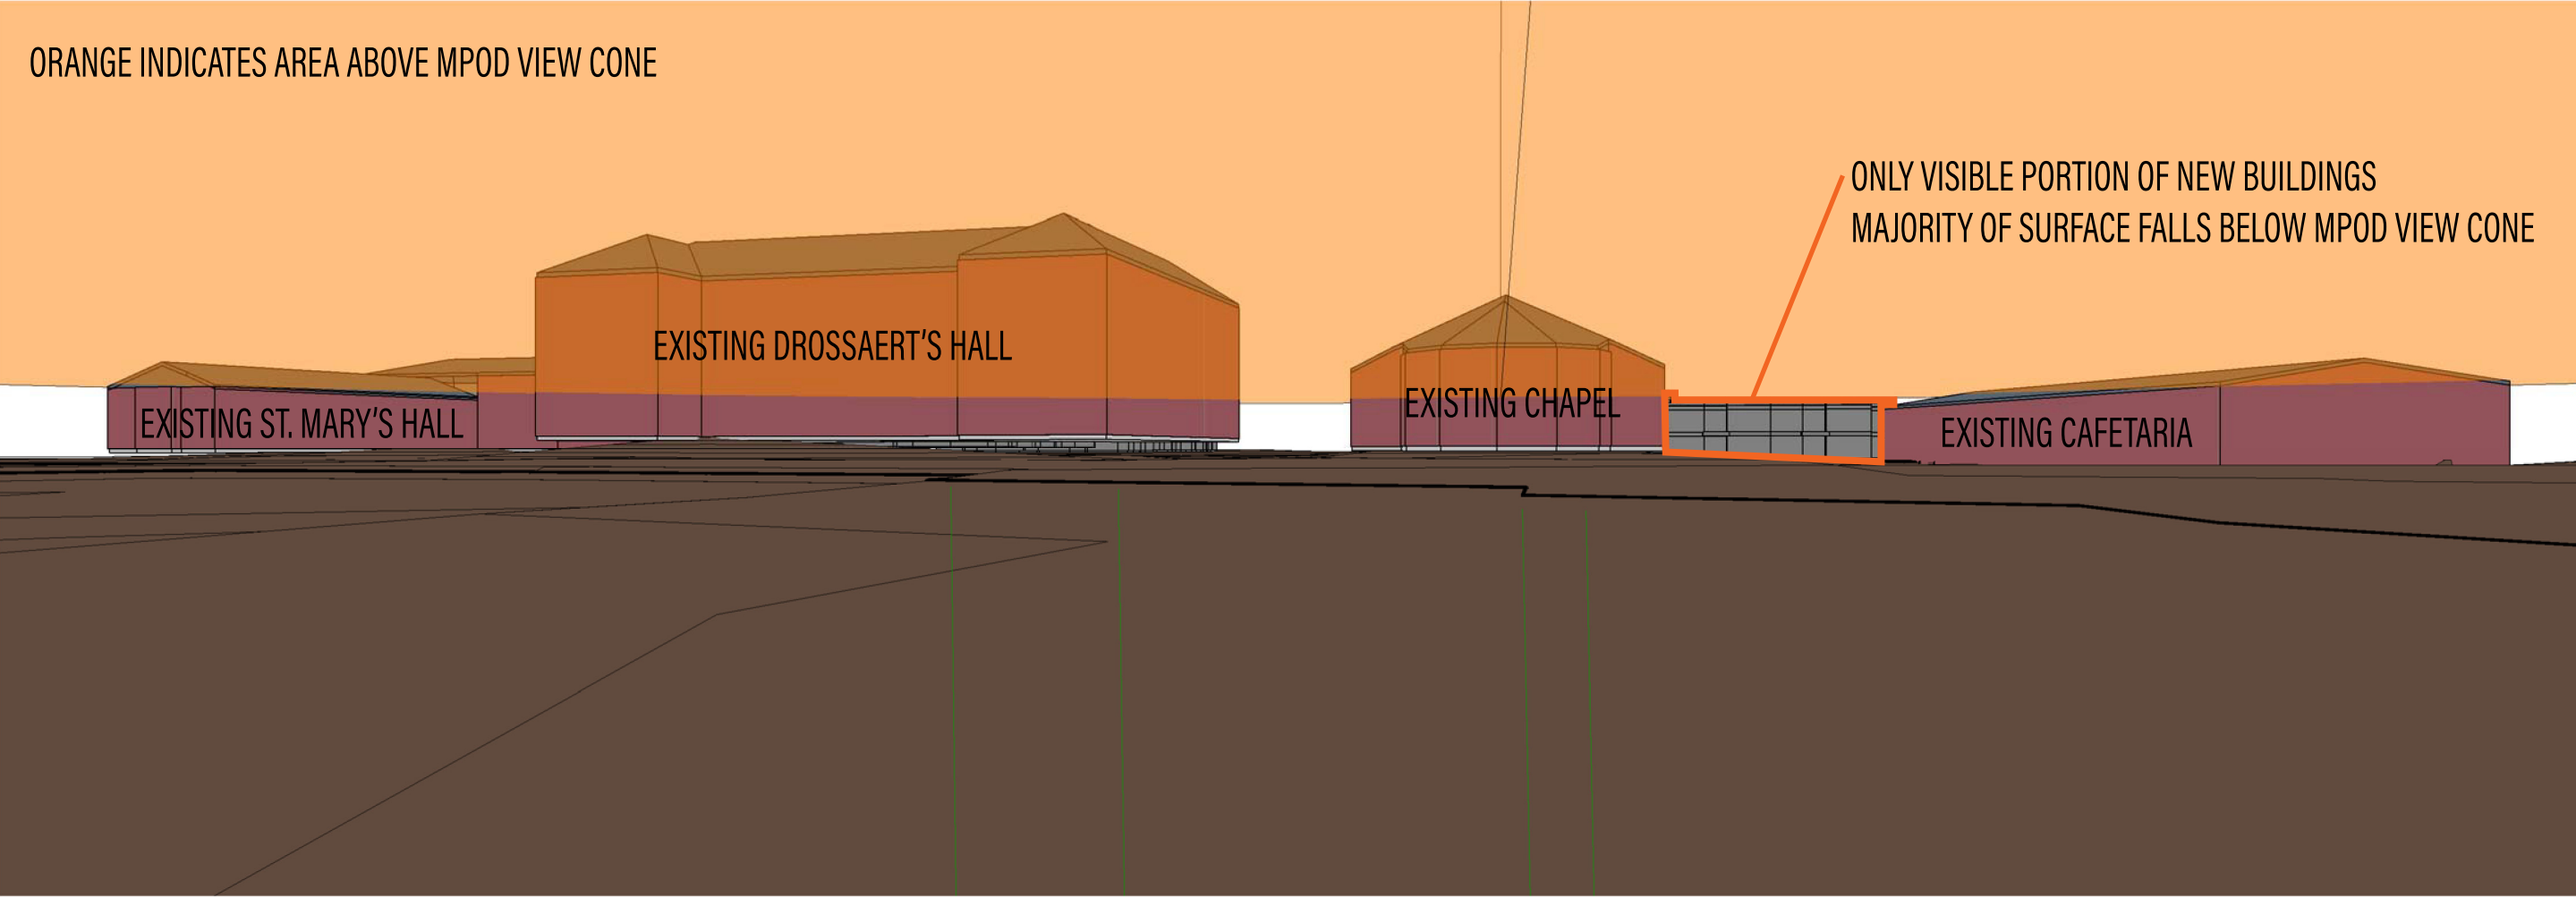 ORANGE INDICATES AREA ABOVE MPOD VIEW CONE
ONLY VISIBLE PORTION OF NEW BUILDINGS
MAJORITY OF SURFACE FALLS BELOW MPOD VIEW CONE
EXISTING DROSSAERT'S HALL
EXISTING CHAPEL
EXISTING ST. MARY'S HALL
EXISTING CAFETARIA